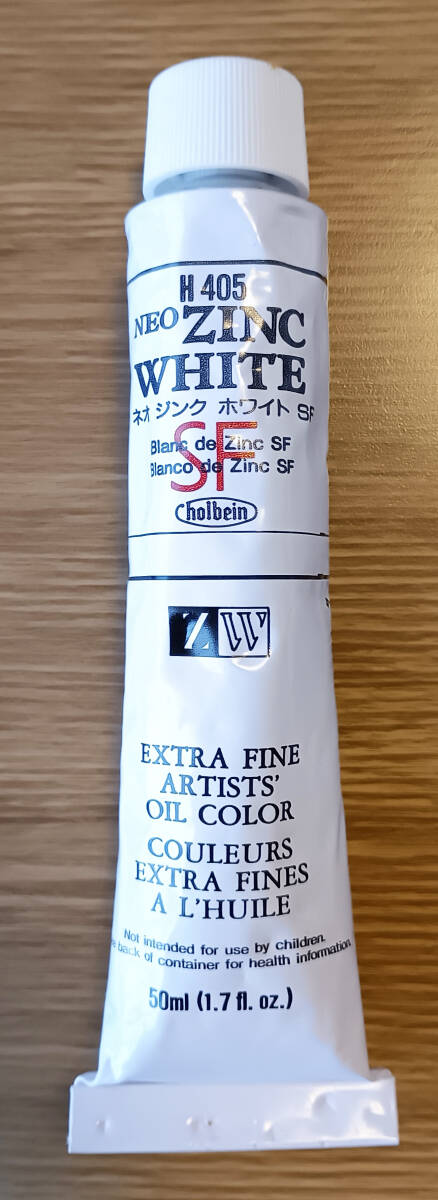 H 405
NEO ZINC
WHITE
ネオ ジンク ホワイト SF
SF
Blanc de Zinc SF
Blanco de Zinc SF
holbein
Z W
EXTRA FINE
ARTISTS'
OIL COLOR
COULEURS
EXTRA FINES
A L'HUILE
Not intended for use by children.
back of container for health information
50ml (1.7 fl. oz.)